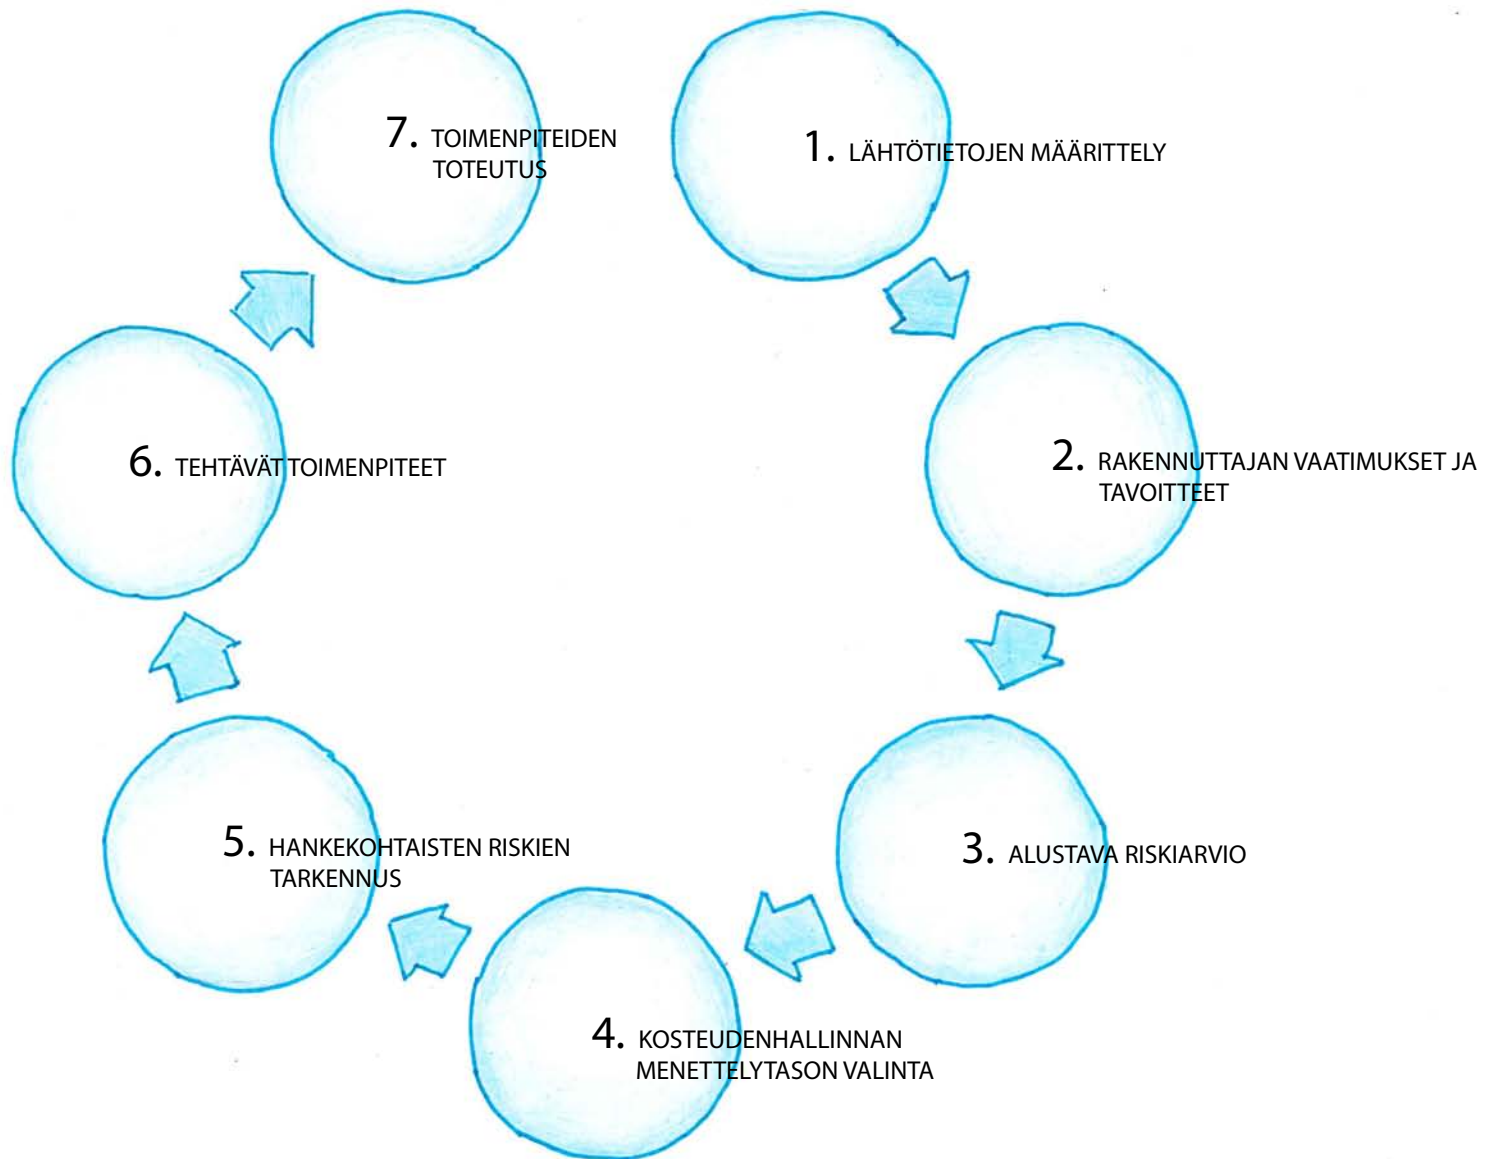 1. LÄHTÖTIETOJEN MÄÄRITTELY
2. RAKENNUTTAJAN VAATIMUKSET JA
TAVOITTEET
3. ALUSTAVA RISKIARVIO
4. KOSTEUDENHALLINNAN
MENETTELYTASON VALINTA
5. HANKEKOHTAISTEN RISKIEN
TARKENNUS
6. TEHTÄVÄT TOIMENPITEET
7. TOIMENPITEIDEN
TOTEUTUS